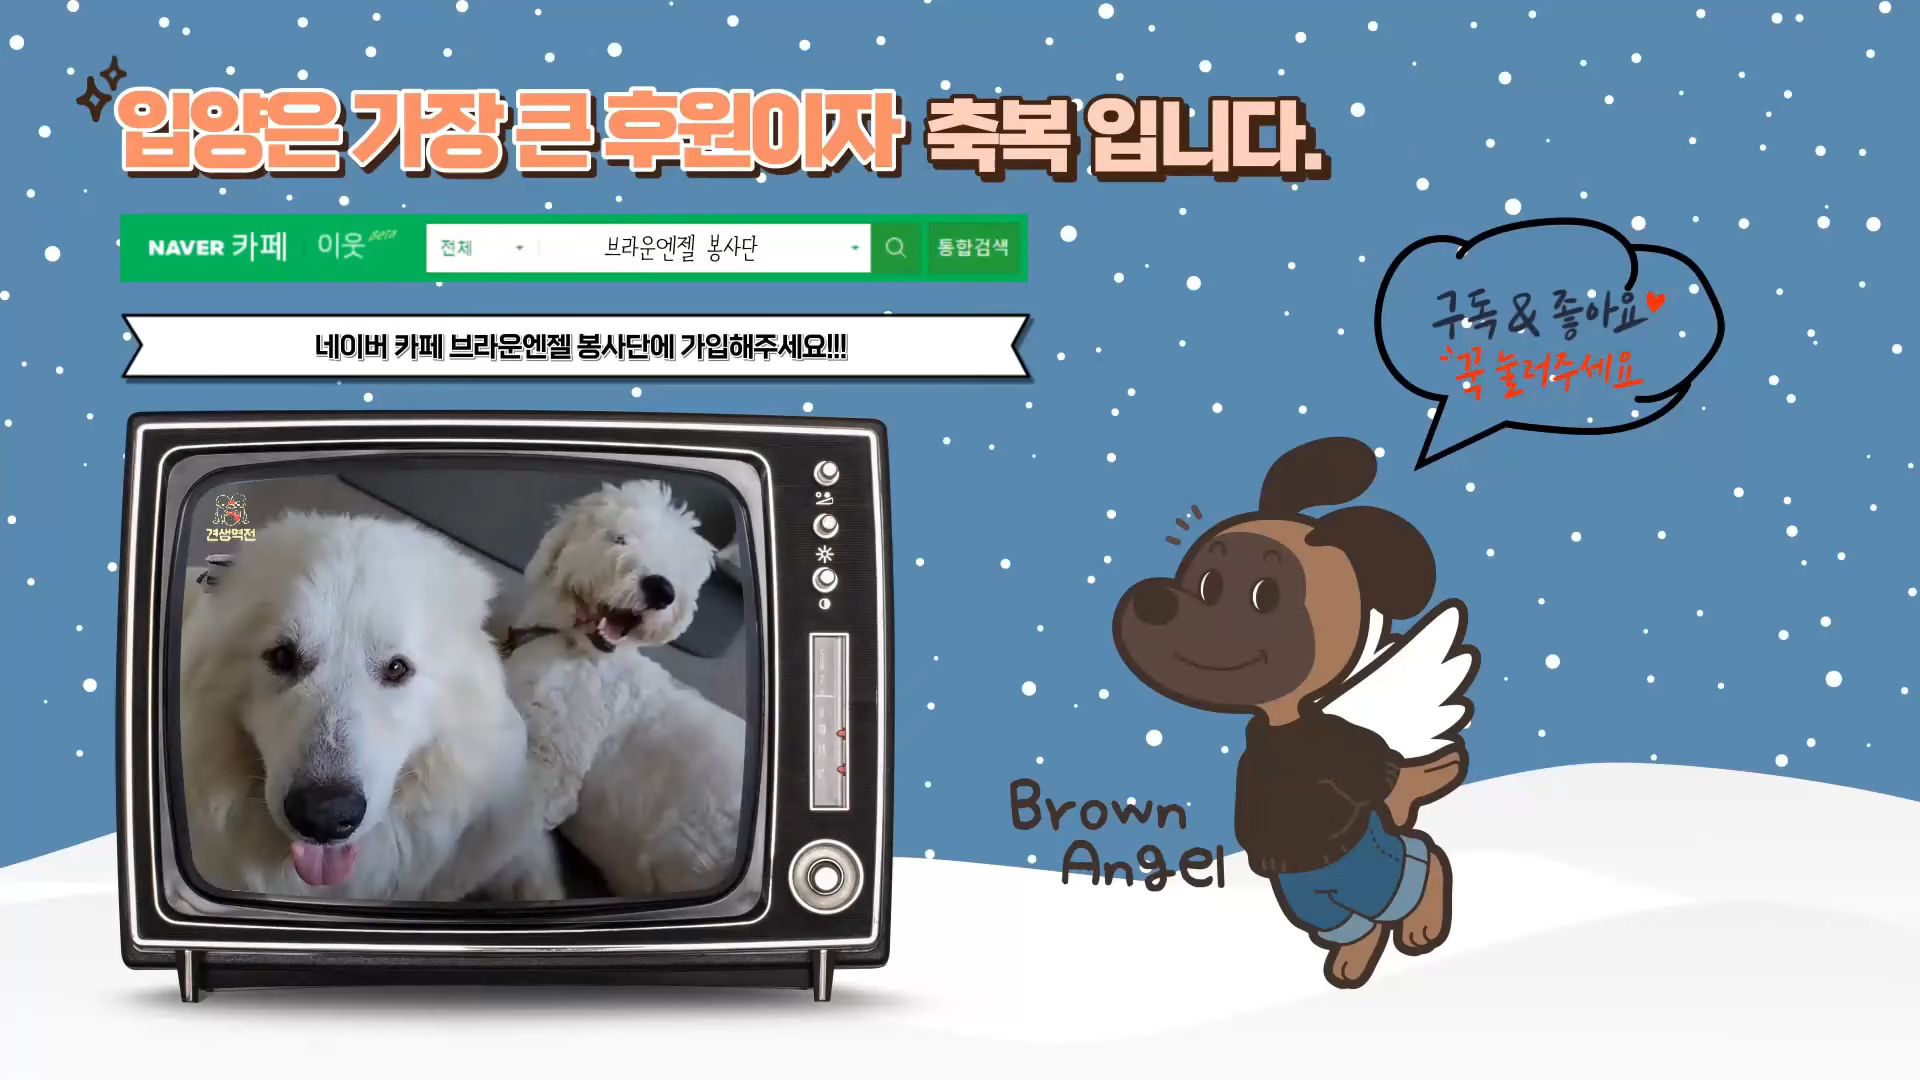 입양은 가장 큰 후원이자 축복 입니다.
NAVER 카페 이웃 Beta 전체 브라운엔젤 봉사단 통합검색
네이버 카페 브라운엔젤 봉사단에 가입해주세요!!!
구독 & 좋아요
꾹 눌러주세요
견생역전
Brown
Angel